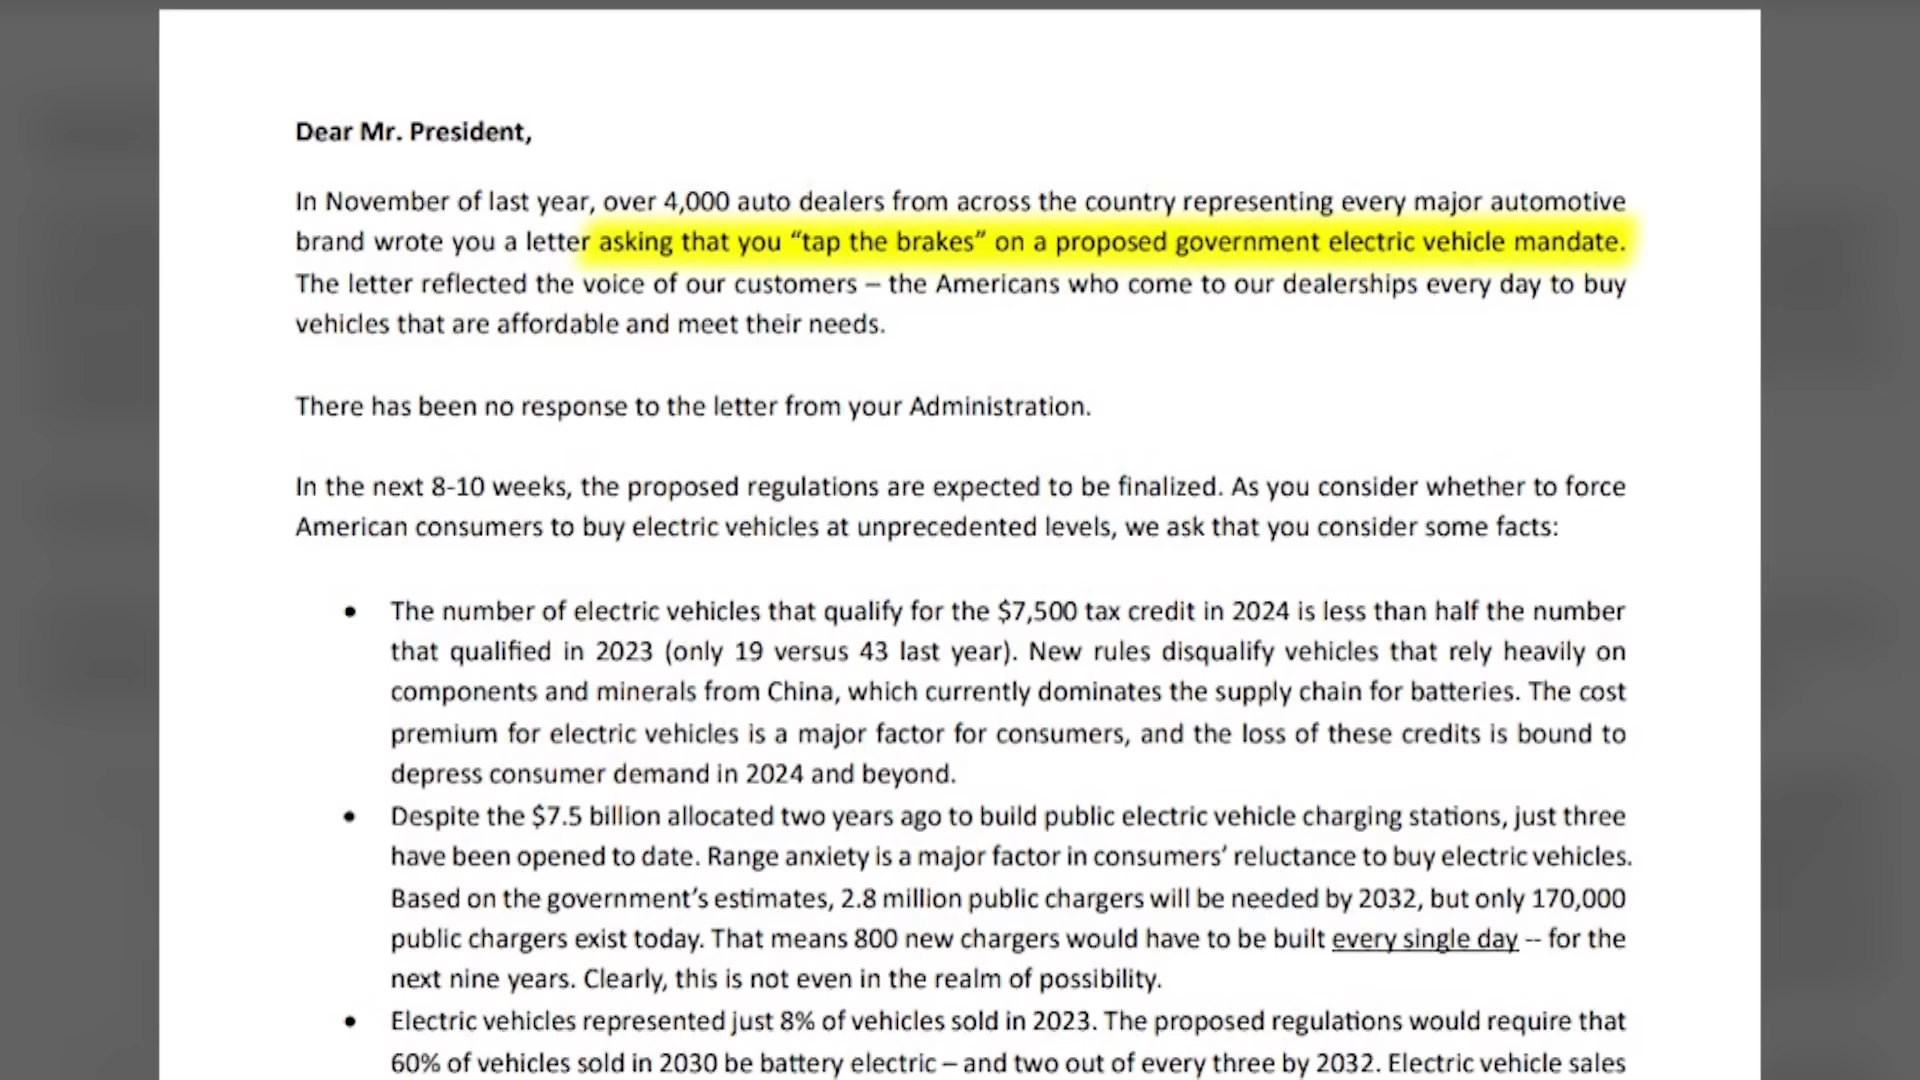 Dear Mr. President,
In November of last year, over 4,000 auto dealers from across the country representing every major automotive
brand wrote you a letter asking that you “tap the brakes” on a proposed government electric vehicle mandate.
The letter reflected the voice of our customers – the Americans who come to our dealerships every day to buy
vehicles that are affordable and meet their needs.
There has been no response to the letter from your Administration.
In the next 8-10 weeks, the proposed regulations are expected to be finalized. As you consider whether to force
American consumers to buy electric vehicles at unprecedented levels, we ask that you consider some facts:
• The number of electric vehicles that qualify for the $7,500 tax credit in 2024 is less than half the number
that qualified in 2023 (only 19 versus 43 last year). New rules disqualify vehicles that rely heavily on
components and minerals from China, which currently dominates the supply chain for batteries. The cost
premium for electric vehicles is a major factor for consumers, and the loss of these credits is bound to
depress consumer demand in 2024 and beyond.
• Despite the $7.5 billion allocated two years ago to build public electric vehicle charging stations, just three
have been opened to date. Range anxiety is a major factor in consumers’ reluctance to buy electric vehicles.
Based on the government’s estimates, 2.8 million public chargers will be needed by 2032, but only 170,000
public chargers exist today. That means 800 new chargers would have to be built every single day -- for the
next nine years. Clearly, this is not even in the realm of possibility.
• Electric vehicles represented just 8% of vehicles sold in 2023. The proposed regulations would require that
60% of vehicles sold in 2030 be battery electric – and two out of every three by 2032. Electric vehicle sales